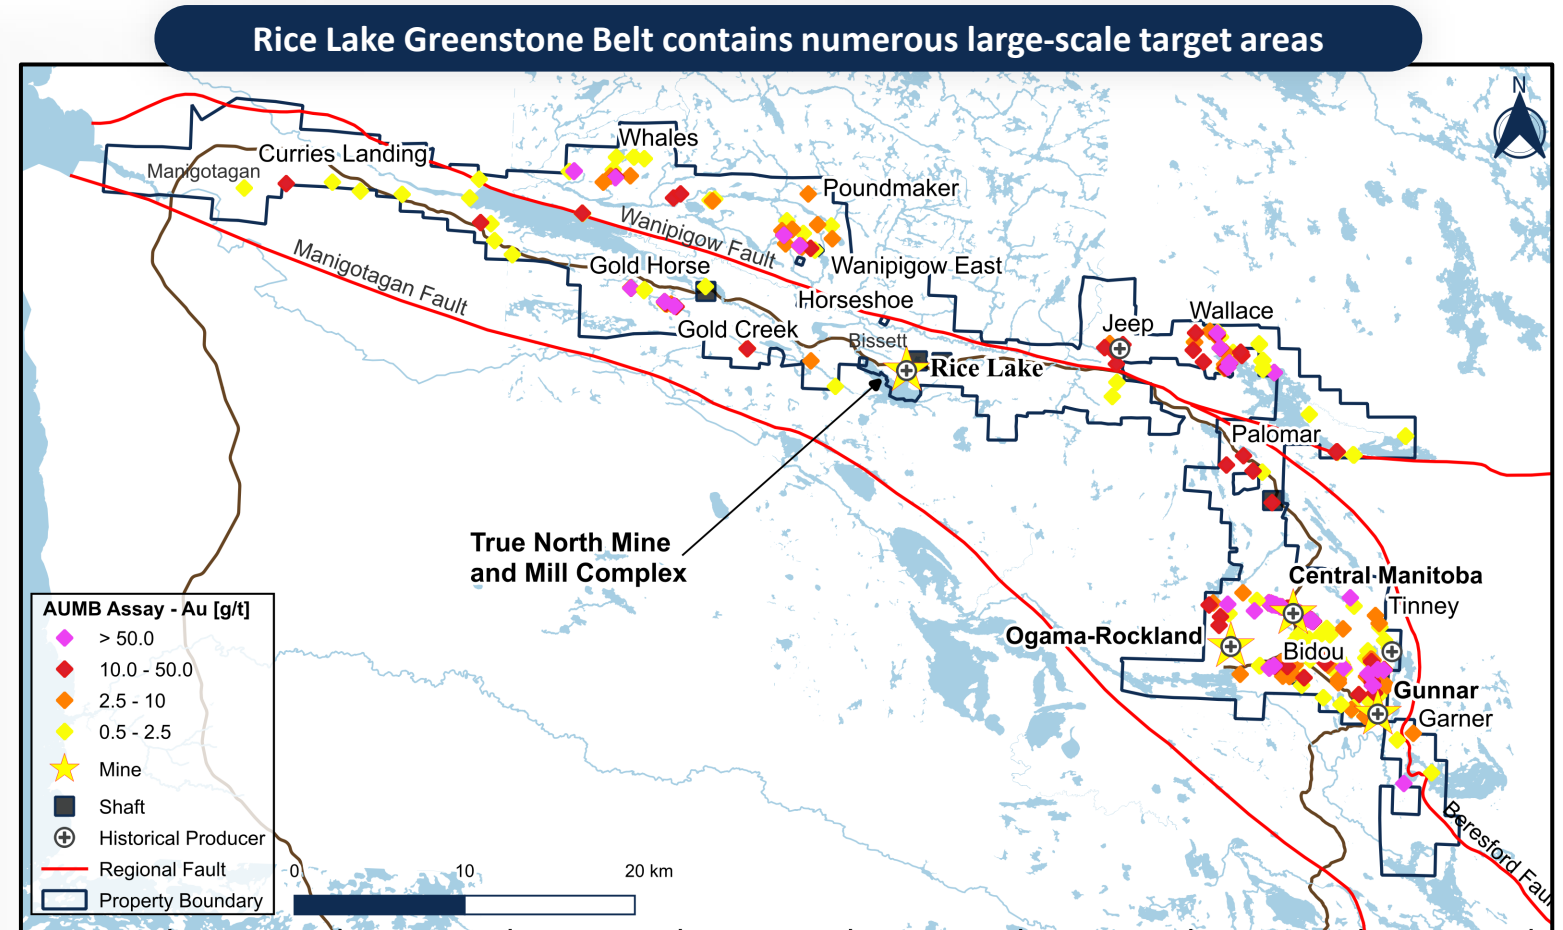 Rice Lake Greenstone Belt contains numerous large-scale target areas
N
Whales
Curries Landing
Manigotagan
Poundmaker
Wanipigow Fault
Manigotagan Fault
Gold Horse
Wanipigow East
Horseshoe
Wallace
Jeep
Gold Creek
Bissett
Rice Lake
Palomar
True North Mine
and Mill Complex
Central Manitoba
Tinney
Ogama-Rockland
Bidou
Gunnar
Garner
Beresford Faul
AUMB Assay - Au [g/t]
> 50.0
10.0 - 50.0
2.5 - 10
0.5 - 2.5
Mine
Shaft
Historical Producer
Regional Fault
Property Boundary
0 10 20 km